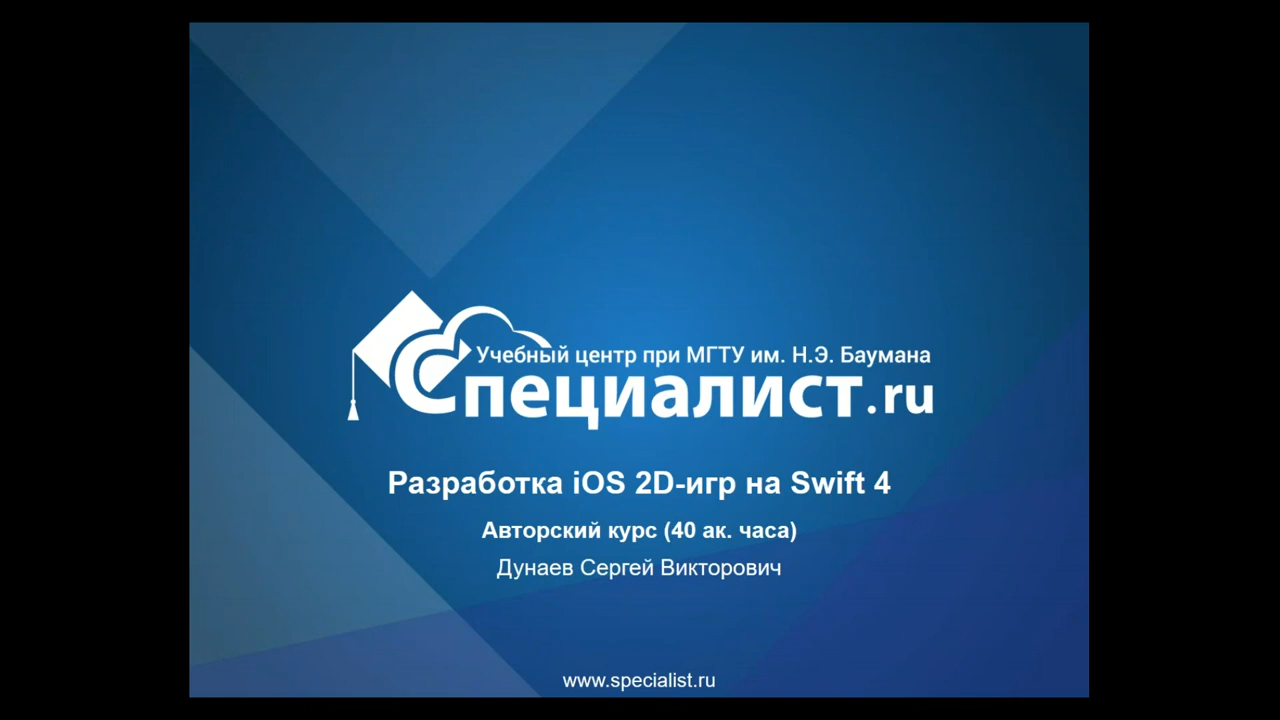 Учебный центр при МГТУ им. Н.Э. Баумана
Специалист.ru
Разработка iOS 2D-игр на Swift 4
Авторский курс (40 ак. часа)
Дунаев Сергей Викторович
www.specialist.ru